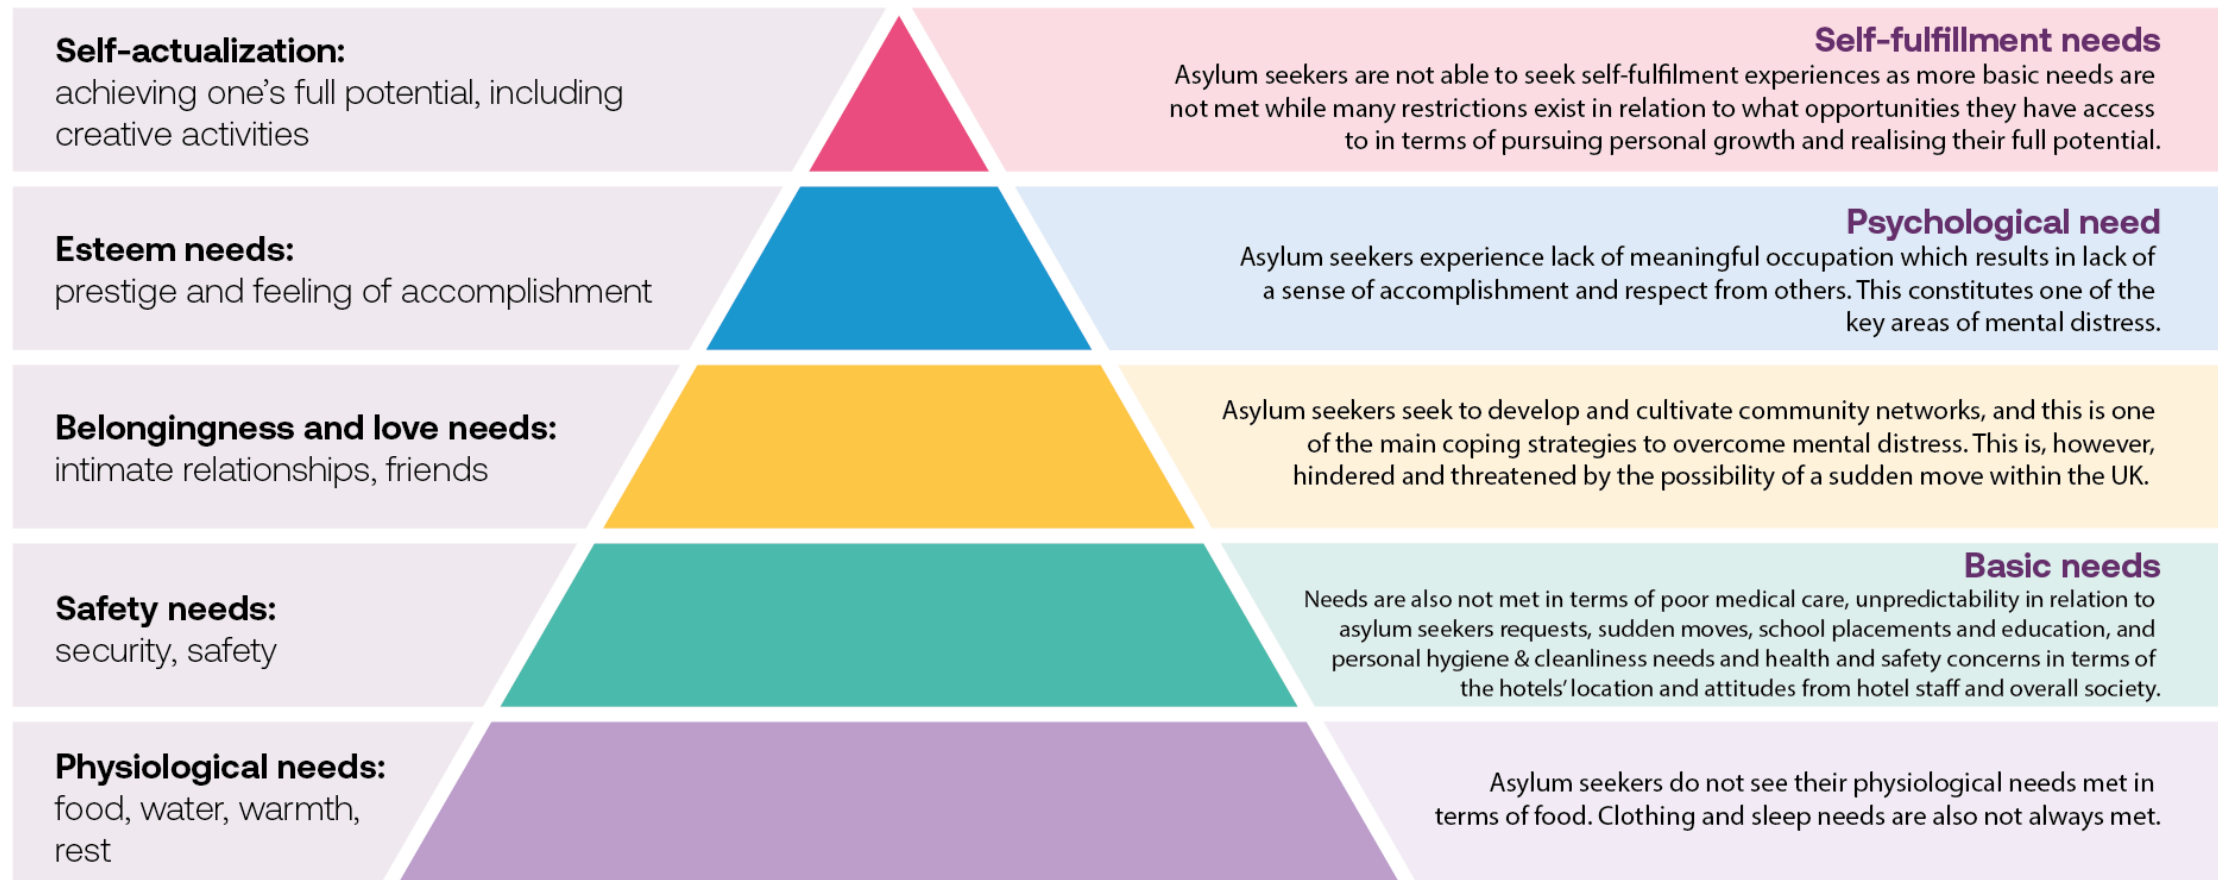 Self-actualization:
achieving one's full potential, including
creative activities
Self-fulfillment needs
Asylum seekers are not able to seek self-fulfilment experiences as more basic needs are
not met while many restrictions exist in relation to what opportunities they have access
to in terms of pursuing personal growth and realising their full potential.
Esteem needs:
prestige and feeling of accomplishment
Psychological need
Asylum seekers experience lack of meaningful occupation which results in lack of
a sense of accomplishment and respect from others. This constitutes one of the
key areas of mental distress.
Belongingness and love needs:
intimate relationships, friends
Asylum seekers seek to develop and cultivate community networks, and this is one
of the main coping strategies to overcome mental distress. This is, however,
hindered and threatened by the possibility of a sudden move within the UK.
Safety needs:
security, safety
Basic needs
Needs are also not met in terms of poor medical care, unpredictability in relation to
asylum seekers requests, sudden moves, school placements and education, and
personal hygiene & cleanliness needs and health and safety concerns in terms of
the hotels' location and attitudes from hotel staff and overall society.
Physiological needs:
food, water, warmth,
rest
Asylum seekers do not see their physiological needs met in
terms of food. Clothing and sleep needs are also not always met.